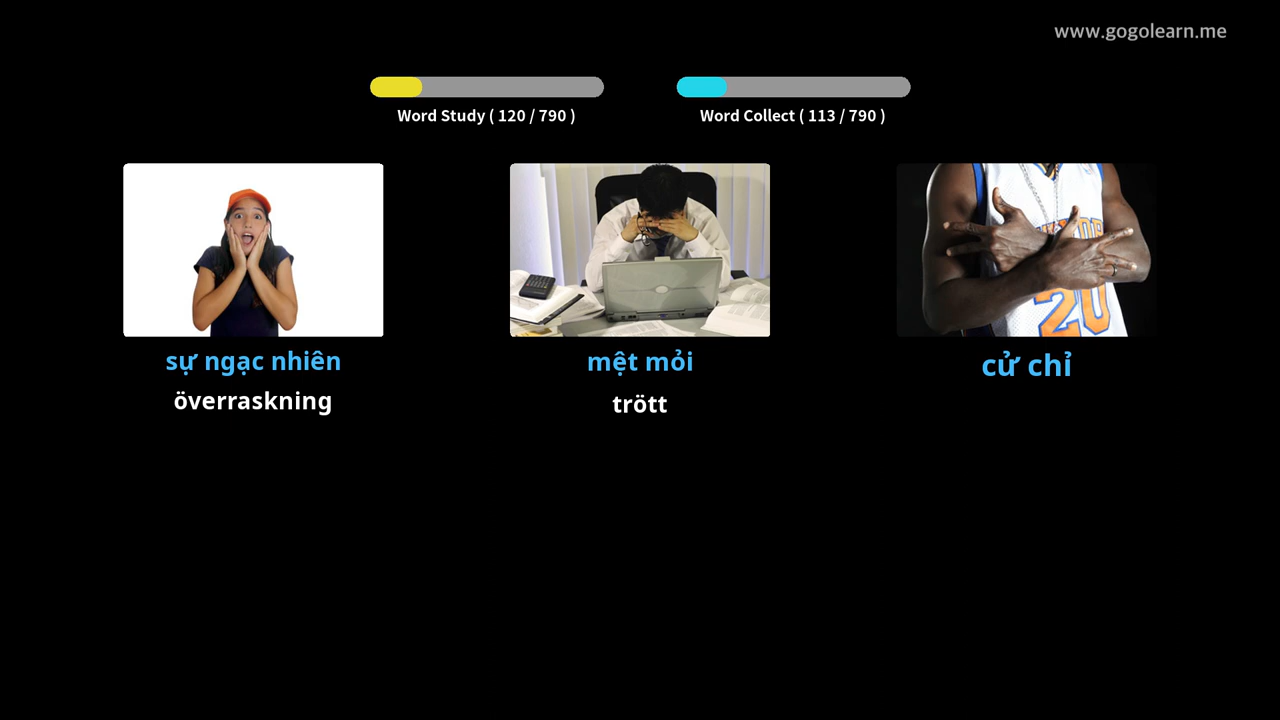 www.gogolearn.me
Word Study ( 120 / 790 )
Word Collect ( 113 / 790 )
sự ngạc nhiên
överraskning
mệt mỏi
trött
cử chỉ
20